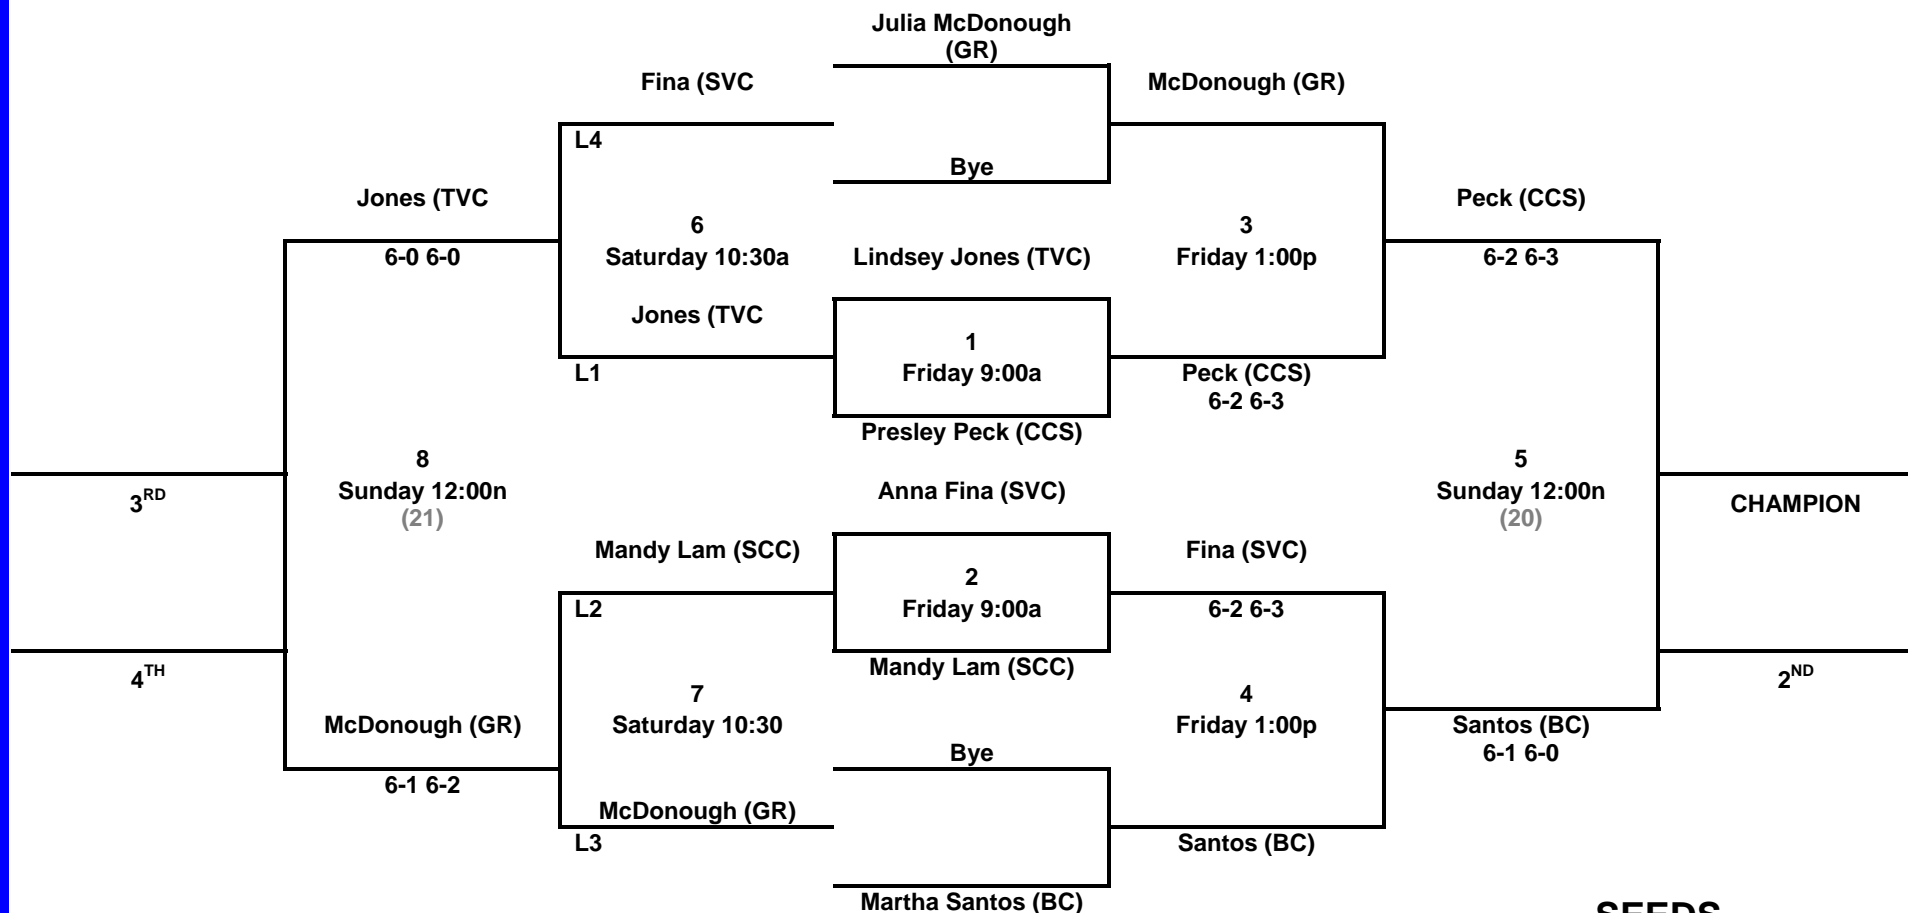 Julia McDonough
(GR)
Fina (SVC
McDonough (GR)
L4
Bye
Jones (TVC
Peck (CCS)
6
3
6-0 6-0
Saturday 10:30a
Lindsey Jones (TVC)
Friday 1:00p
6-2 6-3
Jones (TVC
1
L1
Friday 9:00a
Peck (CCS)
6-2 6-3
Presley Peck (CCS)
8
5
3RD
Sunday 12:00n
Anna Fina (SVC)
Sunday 12:00n
CHAMPION
(21)
(20)
Mandy Lam (SCC)
Fina (SVC)
2
L2
Friday 9:00a
6-2 6-3
4TH
Mandy Lam (SCC)
2ND
7
4
McDonough (GR)
Saturday 10:30
Friday 1:00p
Santos (BC)
Bye
6-1 6-0
6-1 6-2
McDonough (GR)
L3
Santos (BC)
Martha Santos (BC)
SEEDS